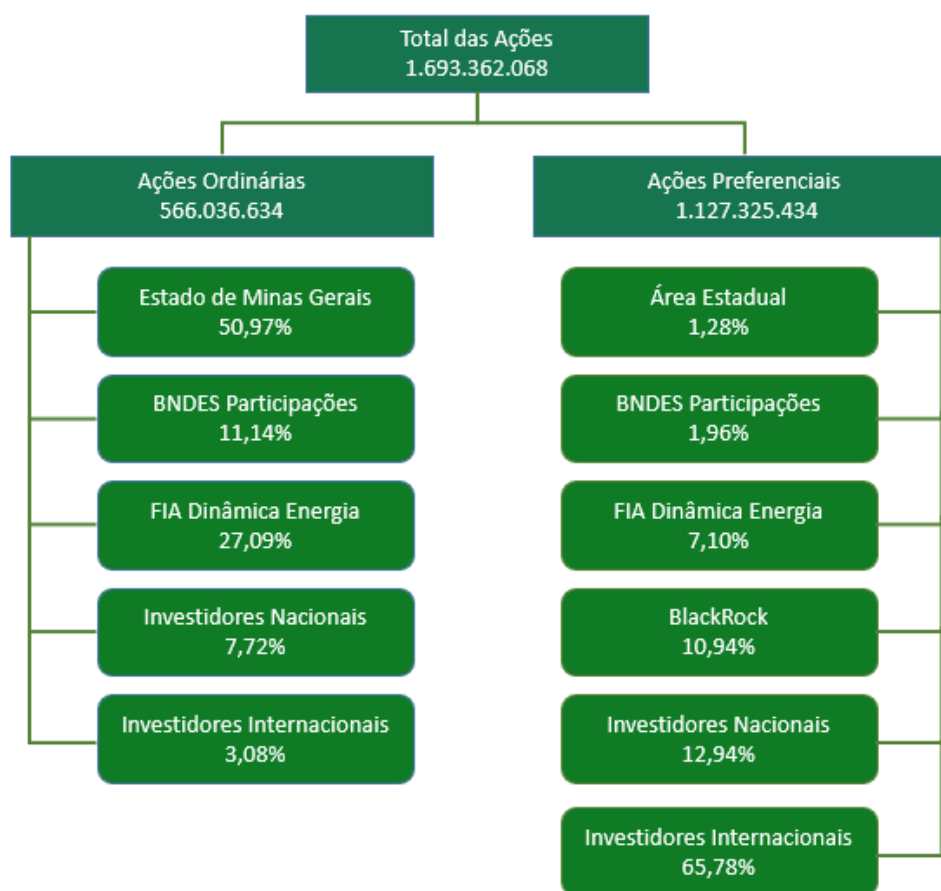 Total das Ações
1.693.362.068
Ações Ordinárias
566.036.634
Estado de Minas Gerais
50,97%
BNDES Participações
11,14%
FIA Dinâmica Energia
27,09%
Investidores Nacionais
7,72%
Investidores Internacionais
3,08%
Ações Preferenciais
1.127.325.434
Área Estadual
1,28%
BNDES Participações
1,96%
FIA Dinâmica Energia
7,10%
BlackRock
10,94%
Investidores Nacionais
12,94%
Investidores Internacionais
65,78%